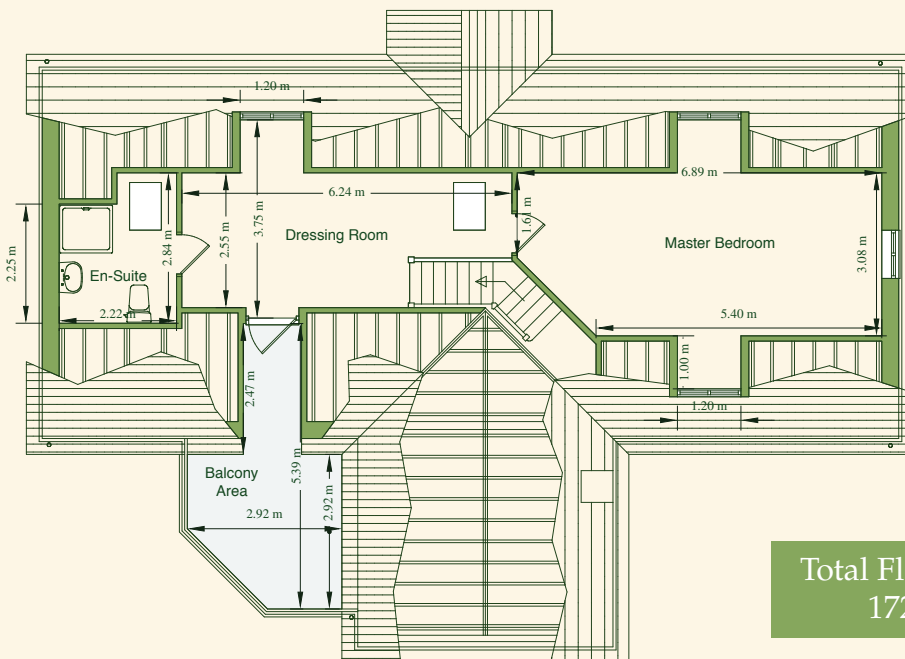 1.20 m
6.24 m
6.89 m
1.61 m
3.75 m
2.55 m
2.84 m
2.25 m
Dressing Room
Master Bedroom
3.08 m
En-Suite
2.22 m
5.40 m
1.00 m
1.20 m
2.47 m
5.39 m
2.92 m
Balcony
Area
2.92 m
Total Fl
172